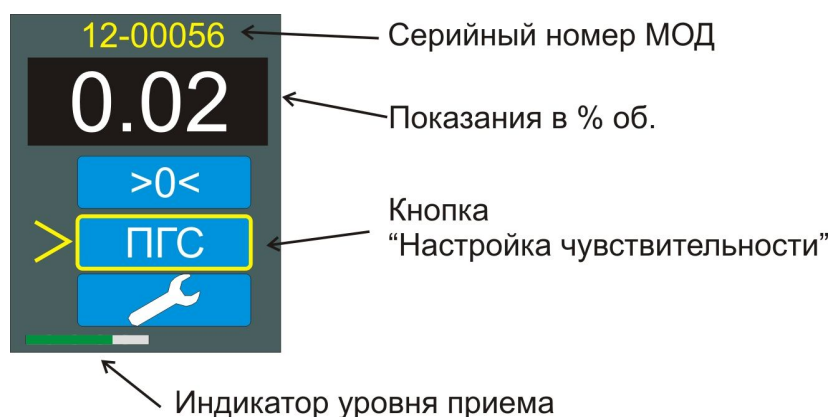 12-00056
Серийный номер МОД
0.02
Показания в % об.
>0<
ПГС
Кнопка
“Настройка чувствительности”
Индикатор уровня приема